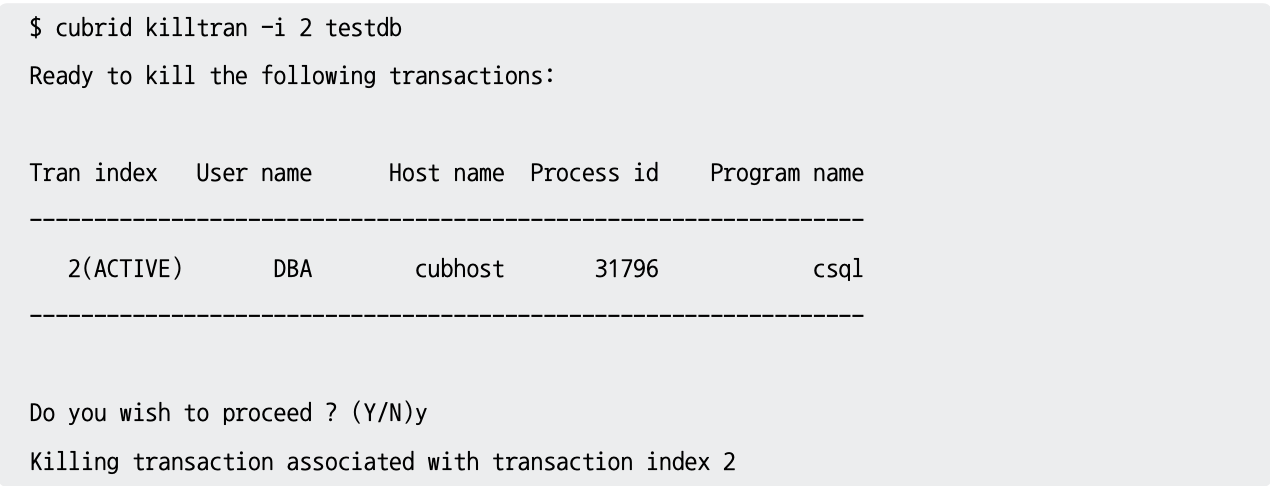 $ cubrid killtran -i 2 testdb
Ready to kill the following transactions:
Tran index   User name      Host name  Process id    Program name
-----------------------------------------------------------------
   2(ACTIVE)       DBA        cubhost       31796            csql
-----------------------------------------------------------------
Do you wish to proceed ? (Y/N)y
Killing transaction associated with transaction index 2